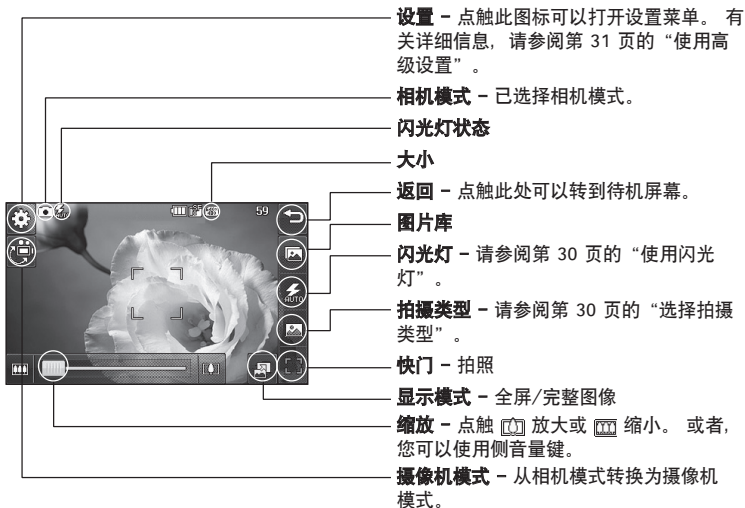 设置 – 点触此图标可以打开设置菜单。 有
关详细信息, 请参阅第 31 页的“使用高
级设置”。
相机模式 – 已选择相机模式。
闪光灯状态
大小
返回 – 点触此处可以转到待机屏幕。
图片库
闪光灯 – 请参阅第 30 页的“使用闪光
灯”。
拍摄类型 – 请参阅第 30 页的“选择拍摄
类型”。
快门 – 拍照
显示模式 – 全屏/完整图像
缩放 – 点触 放大或 缩小。 或者,
您可以使用侧音量键。
摄像机模式 – 从相机模式转换为摄像机
模式。
AUTO
59
AUTO